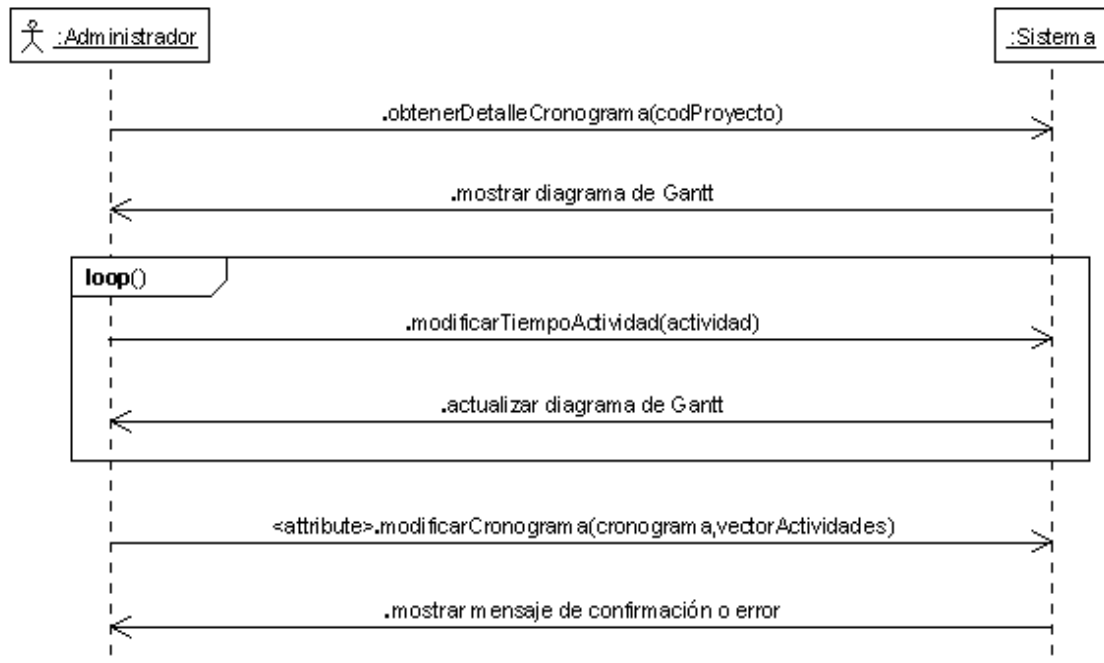 :Administrador
:Sistema
.obtenerDetalleCronograma(codProyecto)
.mostrar diagrama de Gantt
loop()
.modificarTiempoActividad(actividad)
.actualizar diagrama de Gantt
<attribute>.modificarCronograma(cronograma,vectorActividades)
.mostrar mensaje de confirmación o error